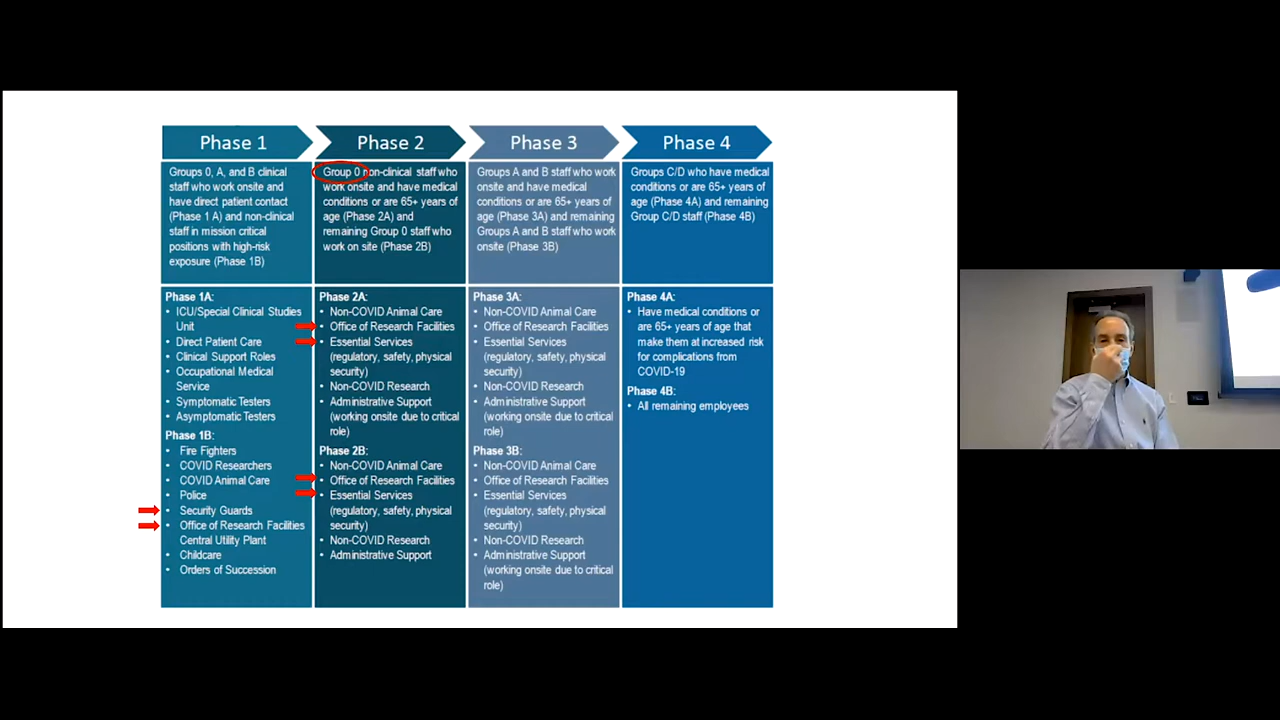 Phase 1
Groups 0, A, and B clinical
staff who work onsite and
have direct patient contact
(Phase 1 A) and non-clinical
staff in mission critical
positions with high-risk
exposure (Phase 1B)
Phase 1A:
• ICU/Special Clinical Studies
Unit
• Direct Patient Care
• Clinical Support Roles
• Occupational Medical
Service
• Symptomatic Testers
• Asymptomatic Testers
Phase 1B:
• Fire Fighters
• COVID Researchers
• COVID Animal Care
• Police
• Security Guards
• Office of Research Facilities
Central Utility Plant
• Childcare
• Orders of Succession
Phase 2
Group 0 non-clinical staff who
work onsite and have medical
conditions or are 65+ years of
age (Phase 2A) and
remaining Group 0 staff who
work on site (Phase 2B)
Phase 2A:
• Non-COVID Animal Care
• Office of Research Facilities
• Essential Services
(regulatory, safety, physical
security)
• Non-COVID Research
• Administrative Support
(working onsite due to critical
role)
Phase 2B:
• Non-COVID Animal Care
• Office of Research Facilities
• Essential Services
(regulatory, safety, physical
security)
• Non-COVID Research
• Administrative Support
Phase 3
Groups A and B staff who work
onsite and have medical
conditions or are 65+ years of
age (Phase 3A) and remaining
Groups A and B staff who work
onsite (Phase 3B)
Phase 3A:
• Non-COVID Animal Care
• Office of Research Facilities
• Essential Services
(regulatory, safety, physical
security)
• Non-COVID Research
• Administrative Support
(working onsite due to critical
role)
Phase 3B:
• Non-COVID Animal Care
• Office of Research Facilities
• Essential Services
(regulatory, safety, physical
security)
• Non-COVID Research
• Administrative Support
(working onsite due to critical
role)
Phase 4
Groups C/D who have medical
conditions or are 65+ years of
age (Phase 4A) and remaining
Group C/D staff (Phase 4B)
Phase 4A:
• Have medical conditions or
are 65+ years of age that
make them at increased risk
for complications from
COVID-19
Phase 4B:
• All remaining employees